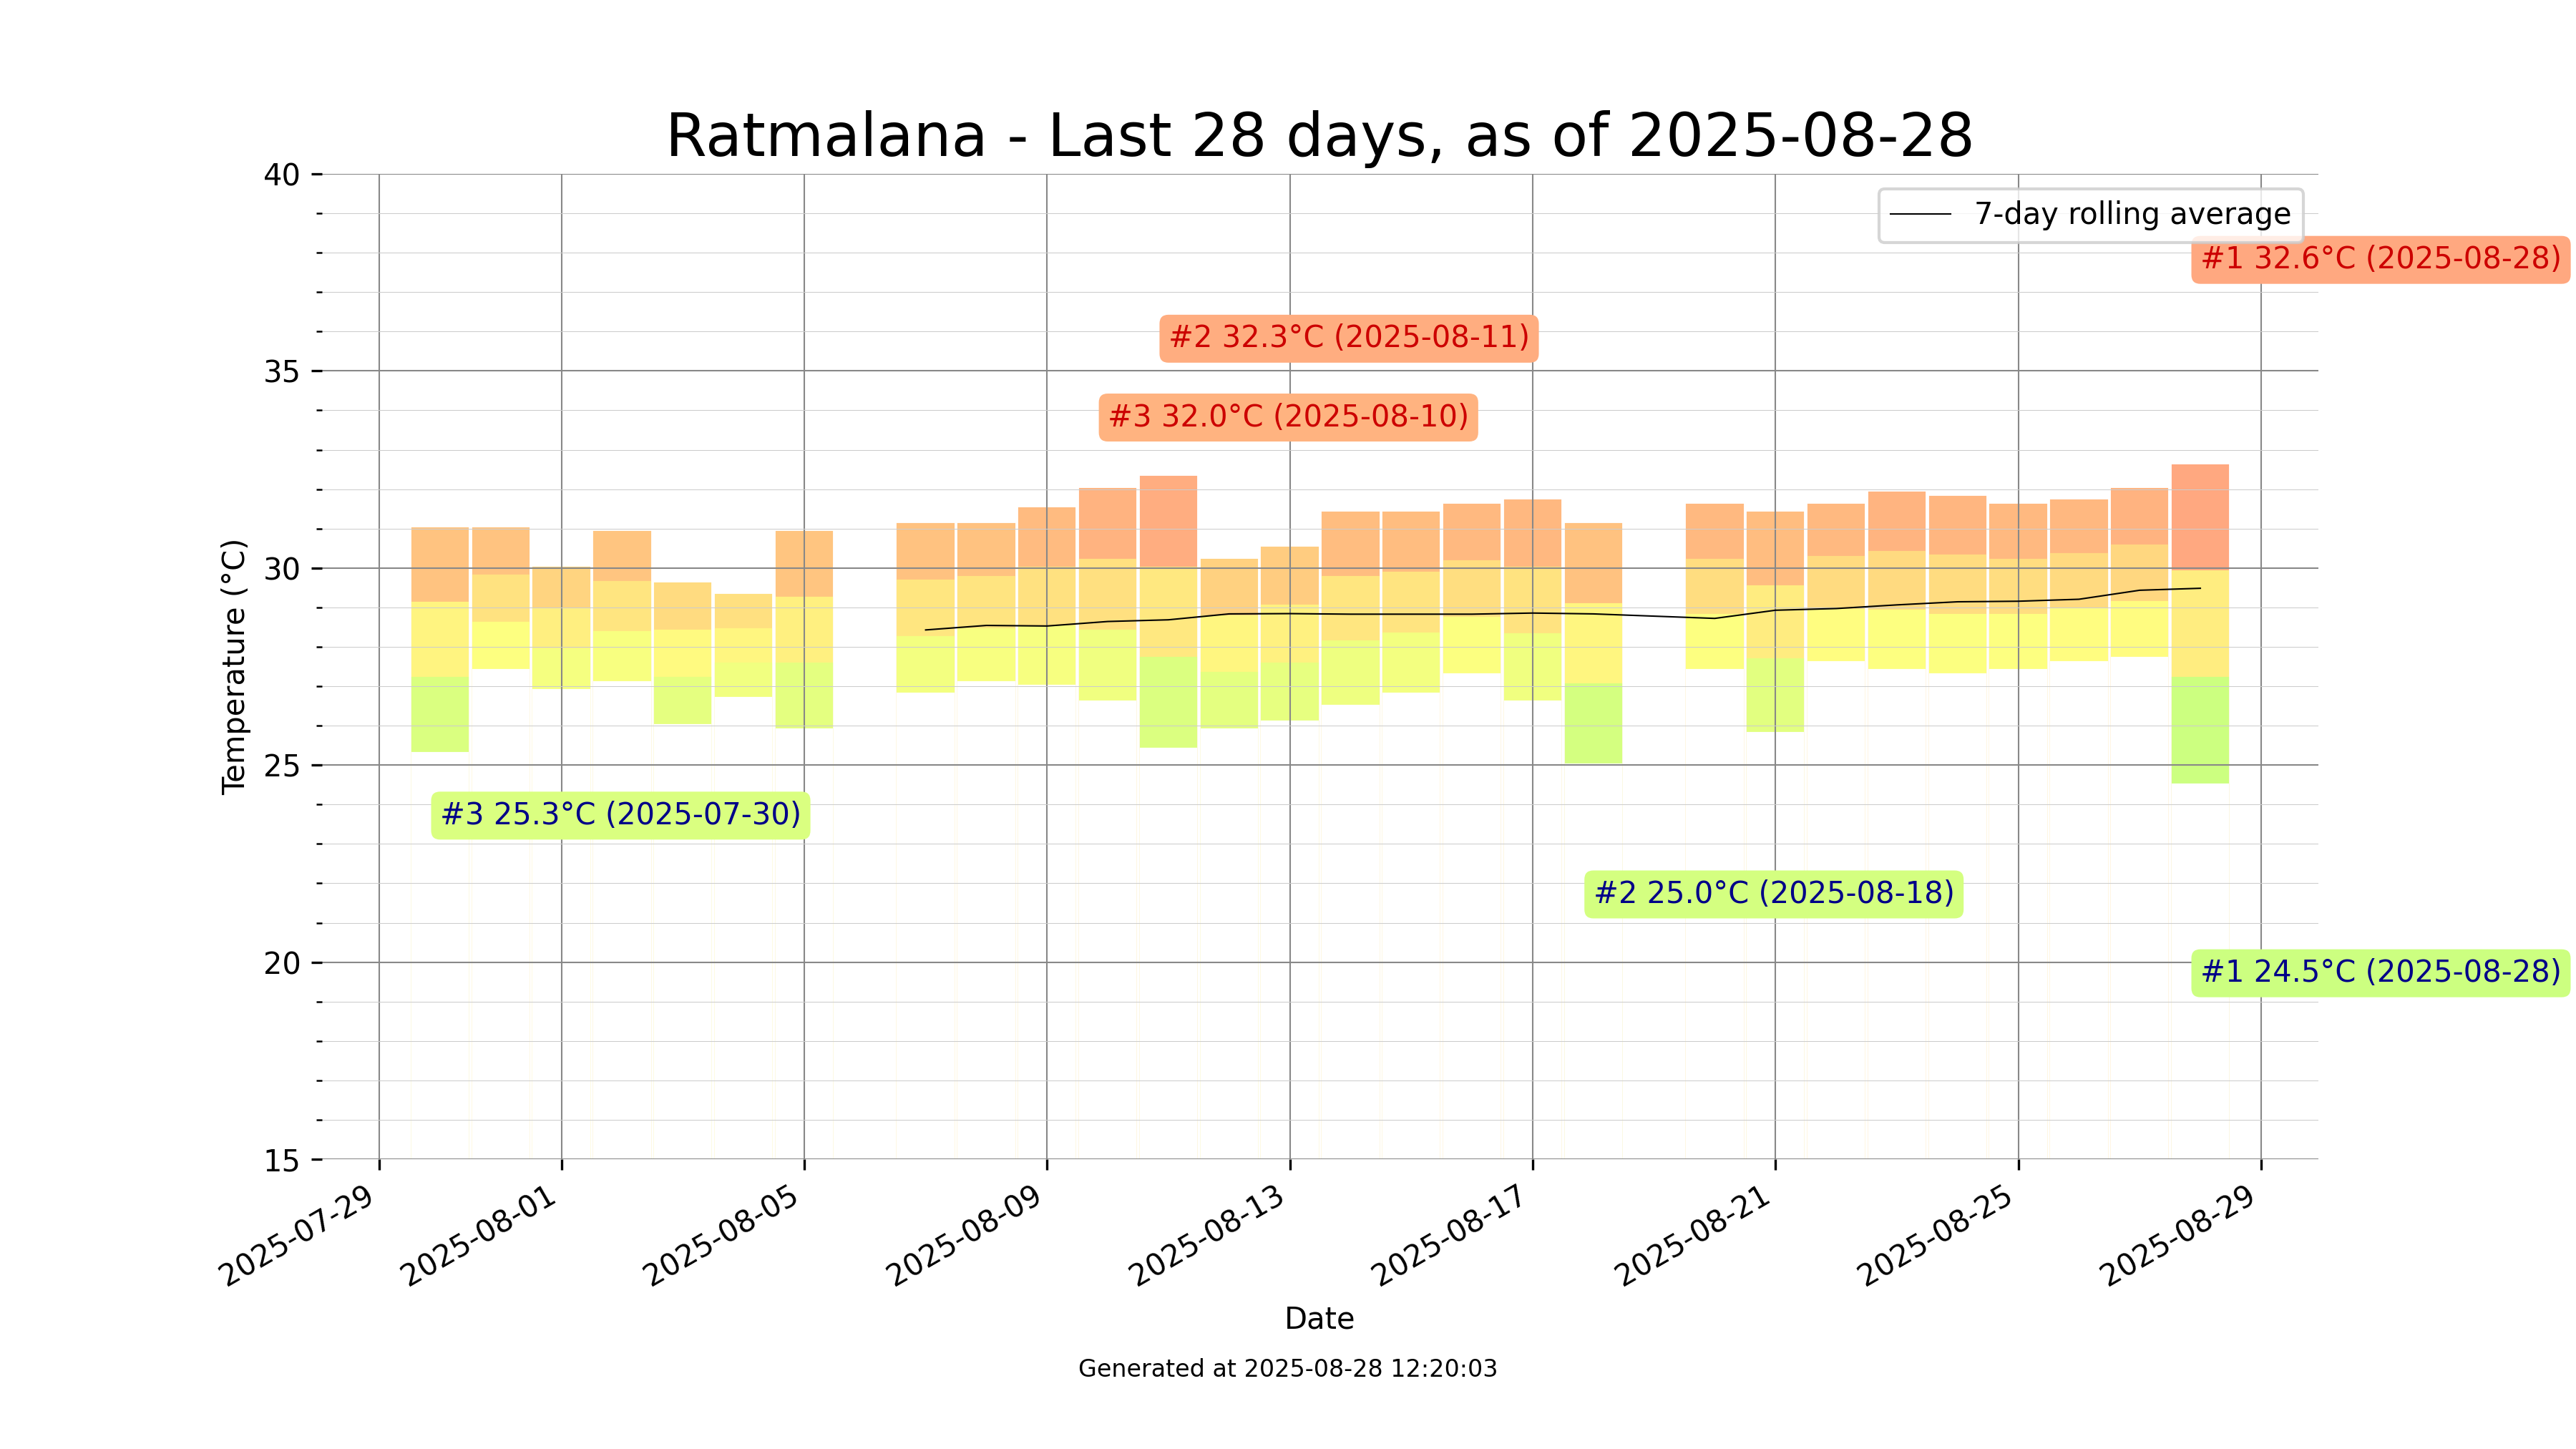 Ratmalana - Last 28 days, as of 2025-08-28
40
7-day rolling average
#1 32.6°C (2025-08-28)
#2 32.3°C (2025-08-11)
35
#3 32.0°C (2025-08-10)
30
Temperature (°C)
25
#3 25.3°C (2025-07-30)
#2 25.0°C (2025-08-18)
20
#1 24.5°C (2025-08-28)
15
2025-07-29
2025-08-01
2025-08-05
2025-08-09
2025-08-13
2025-08-17
2025-08-21
2025-08-25
2025-08-29
Date
Generated at 2025-08-28 12:20:03